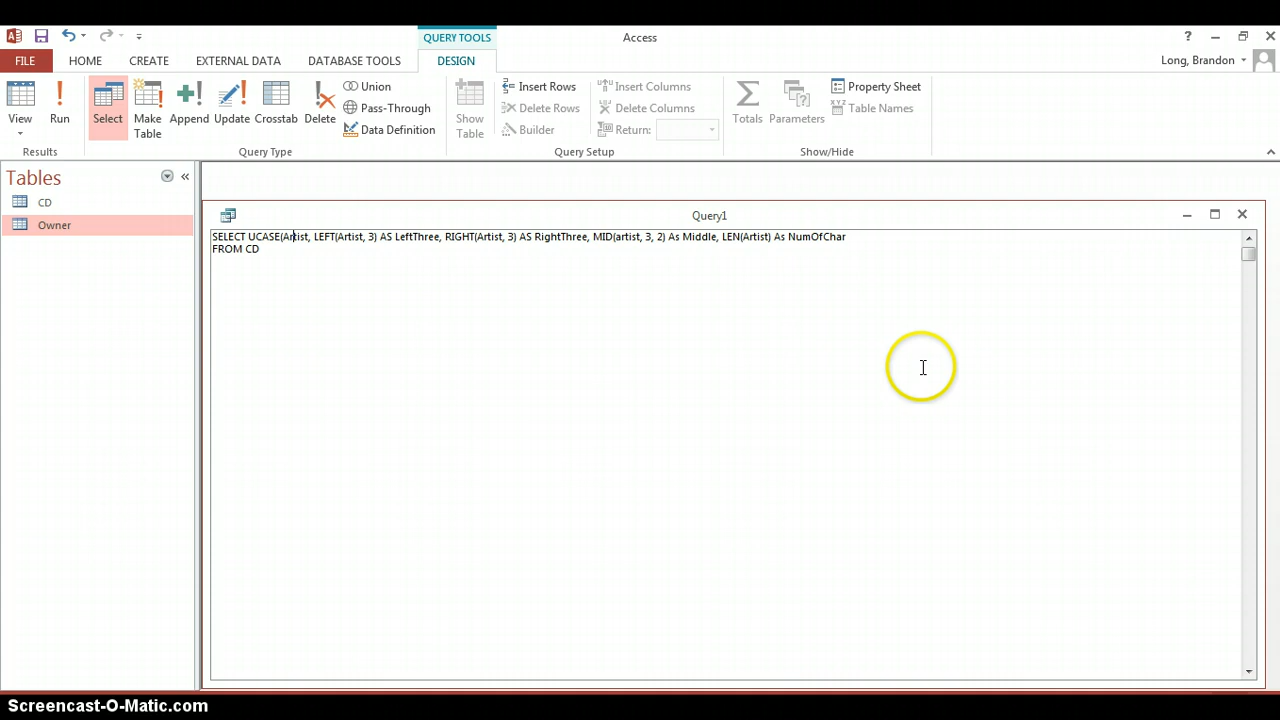 QUERY TOOLS
Access
?
FILE
HOME
CREATE
EXTERNAL DATA
DATABASE TOOLS
DESIGN
Long, Brandon
View
Run
Select
Make Table
Append
Update
Crosstab
Delete
Union
Pass-Through
Data Definition
Show Table
Insert Rows
Delete Rows
Builder
Insert Columns
Delete Columns
Return:
Totals
Parameters
Property Sheet
XYZ Table Names
Results
Query Type
Query Setup
Show/Hide
Tables
CD
Owner
Query1
SELECT UCASE(Artist, LEFT(Artist, 3) AS LeftThree, RIGHT(Artist, 3) AS RightThree, MID(artist, 3, 2) As Middle, LEN(Artist) As NumOfChar
FROM CD
Screencast-O-Matic.com